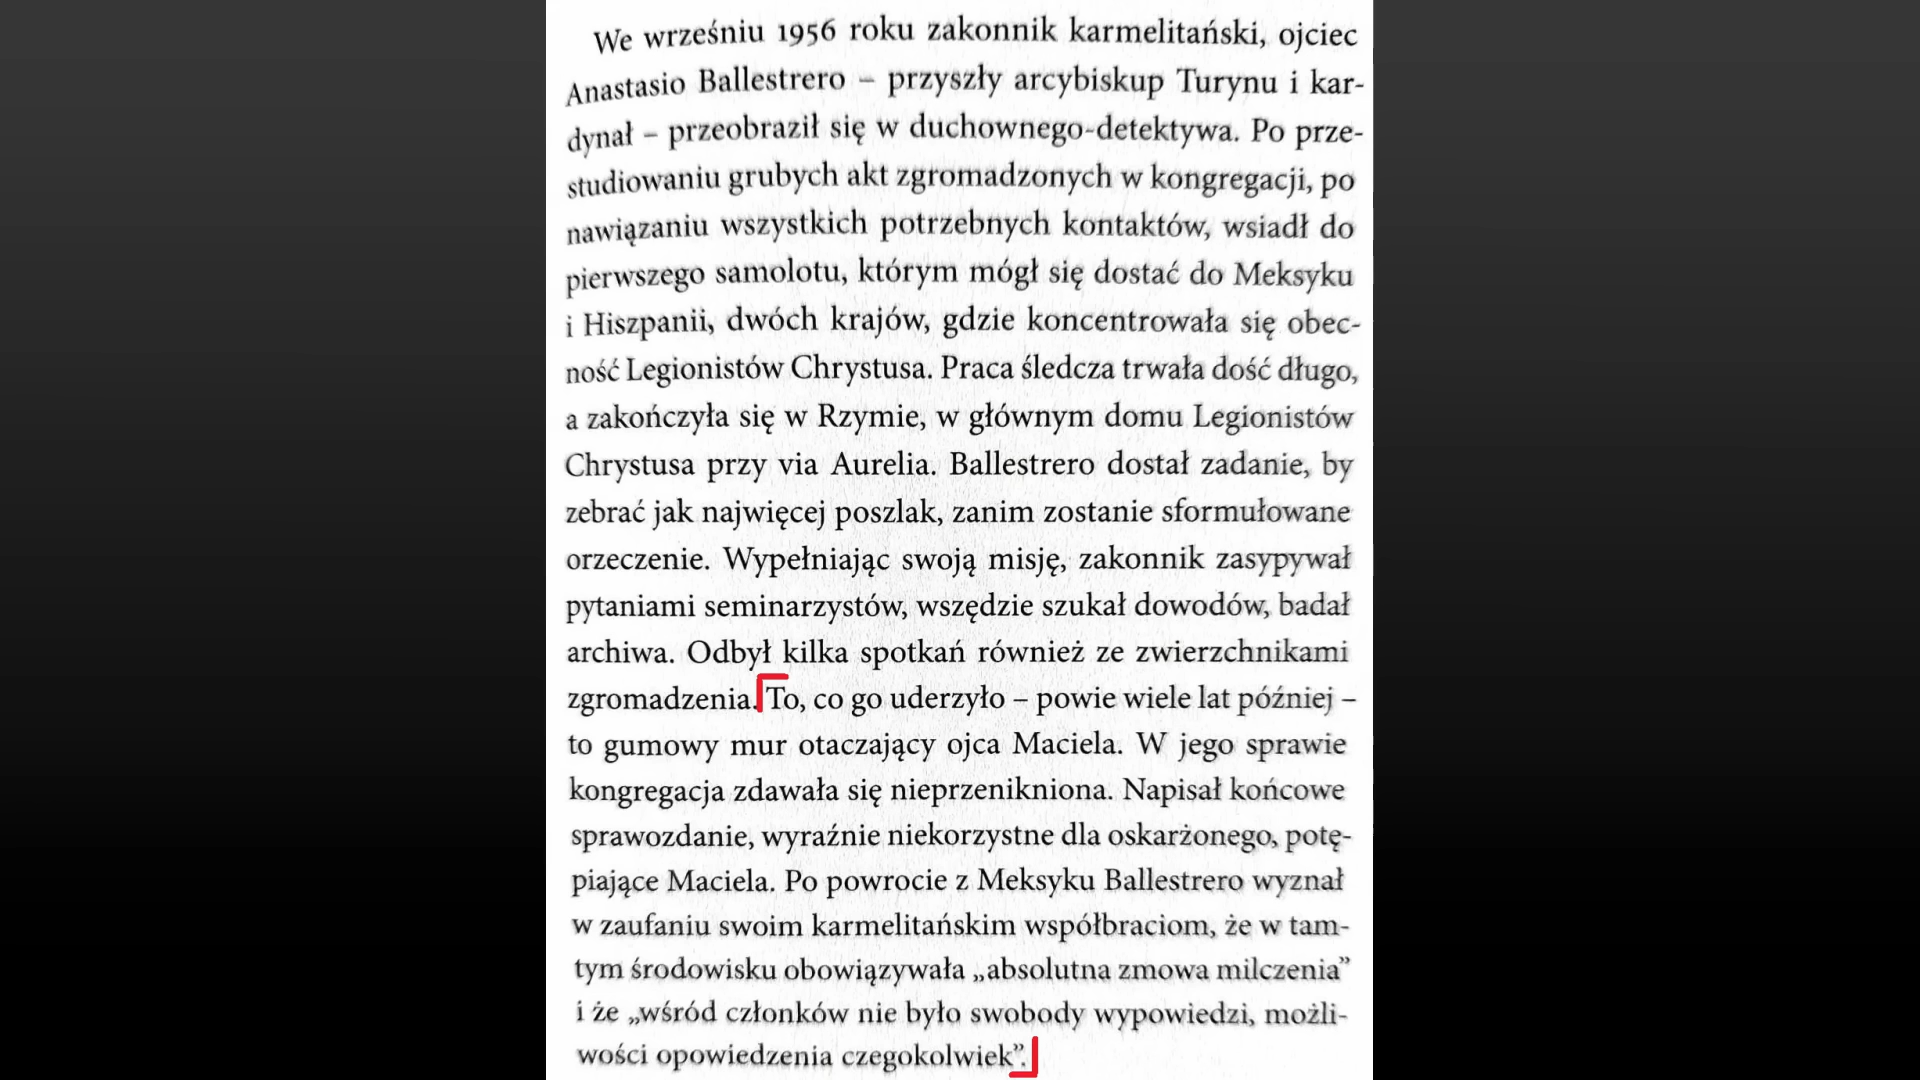 We wrześniu 1956 roku zakonnik karmelitański, ojciec
Anastasio Ballestrero – przyszły arcybiskup Turynu i kar-
dynał – przeobraził się w duchownego-detektywa. Po prze-
studiowaniu grubych akt zgromadzonych w kongregacji, po
nawiązaniu wszystkich potrzebnych kontaktów, wsiadł do
pierwszego samolotu, którym mógł się dostać do Meksyku
i Hiszpanii, dwóch krajów, gdzie koncentrowała się obec-
ność Legionistów Chrystusa. Praca śledcza trwała dość długo,
a zakończyła się w Rzymie, w głównym domu Legionistów
Chrystusa przy via Aurelia. Ballestrero dostał zadanie, by
zebrać jak najwięcej poszlak, zanim zostanie sformułowane
orzeczenie. Wypełniając swoją misję, zakonnik zasypywał
pytaniami seminarzystów, wszędzie szukał dowodów, badał
archiwa. Odbył kilka spotkań również ze zwierzchnikami
zgromadzenia. To, co go uderzyło – powie wiele lat później –
to gumowy mur otaczający ojca Maciela. W jego sprawie
kongregacja zdawała się nieprzenikniona. Napisał końcowe
sprawozdanie, wyraźnie niekorzystne dla oskarżonego, potę-
piające Maciela. Po powrocie z Meksyku Ballestrero wyznał
w zaufaniu swoim karmelitańskim współbraciom, że w tam-
tym środowisku obowiązywała „absolutna zmowa milczenia”
i że „wśród członków nie było swobody wypowiedzi, możli-
wości opowiedzenia czegokolwiek”.